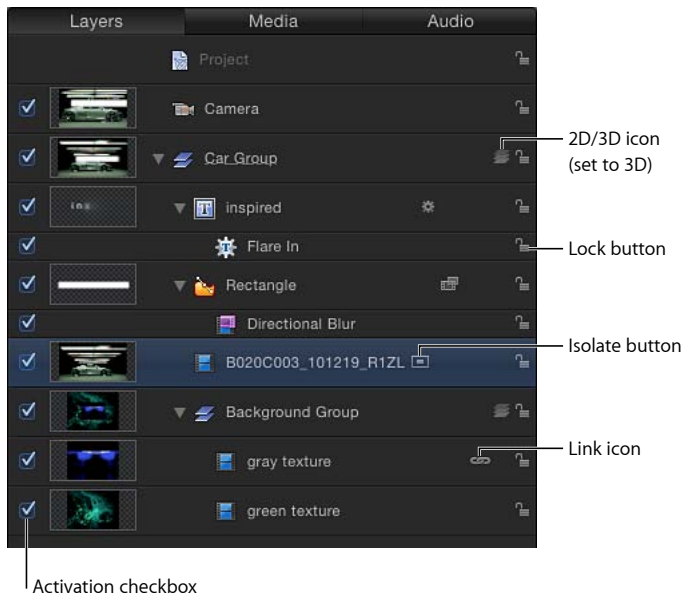 Layers Media Audio
Project
Camera
Car Group
2D/3D icon
(set to 3D)
inspired
Flare In
Lock button
Rectangle
Directional Blur
Isolate button
B020C003_101219_R1ZL
Background Group
gray texture
Link icon
green texture
Activation checkbox